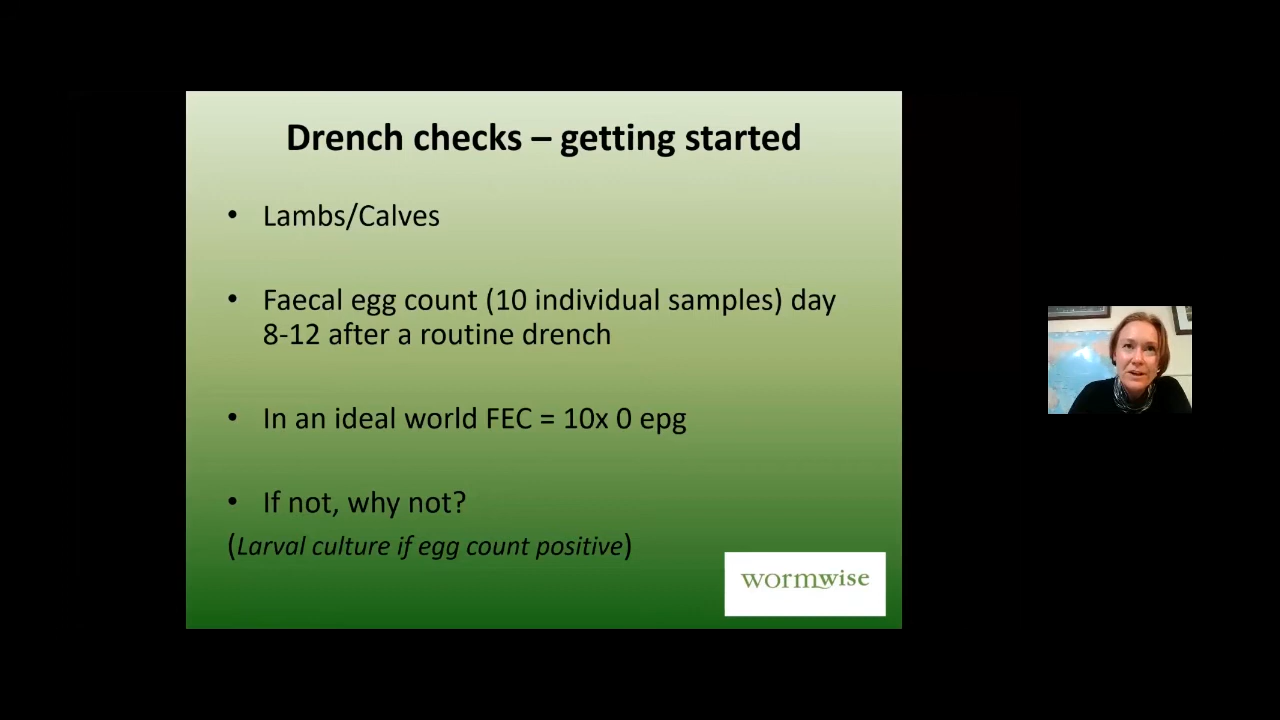 Drench checks – getting started
• Lambs/Calves
• Faecal egg count (10 individual samples) day
8-12 after a routine drench
• In an ideal world FEC = 10x 0 epg
• If not, why not?
(Larval culture if egg count positive)
wormwise